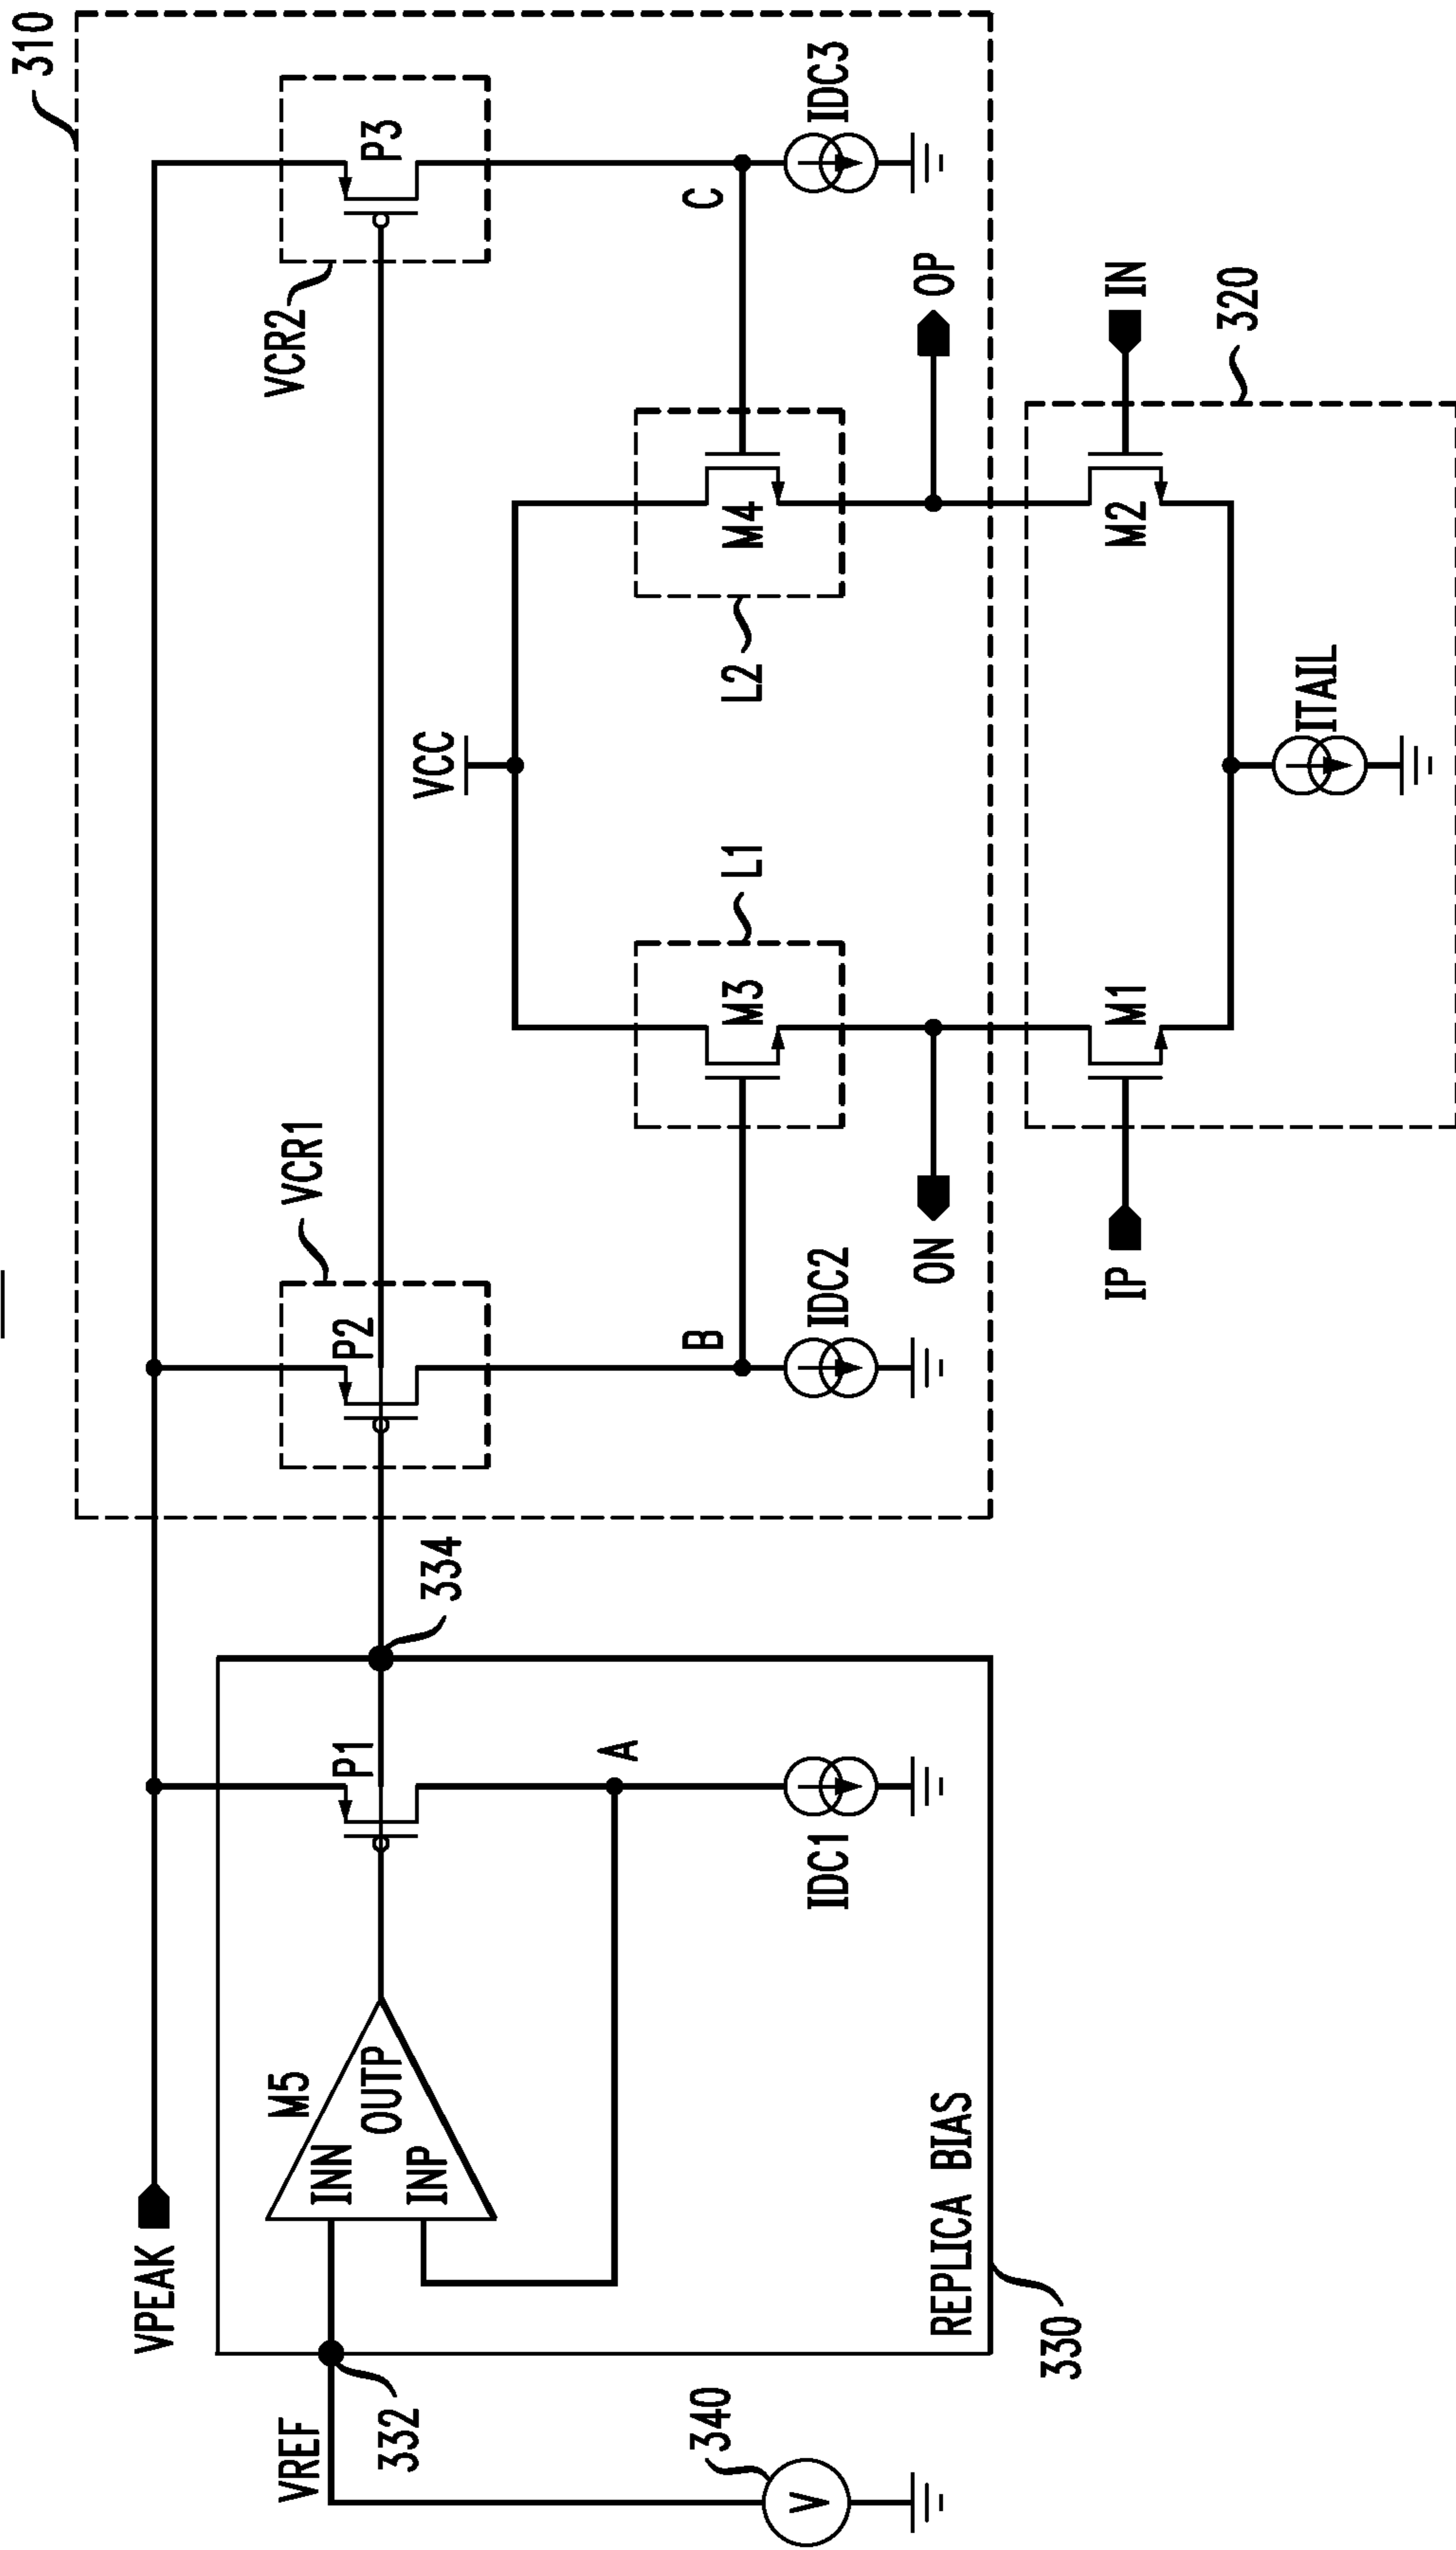 310
VPEAK
VCR1
VCR2
P1
P2
P3
VREF
332
334
M5
INN
OUTP
INP
VCC
A
B
C
L1
L2
M3
M4
340
V
IDC1
IDC2
IDC3
ON
OP
REPLICA BIAS
330
IP
M1
M2
IN
320
ITAIL